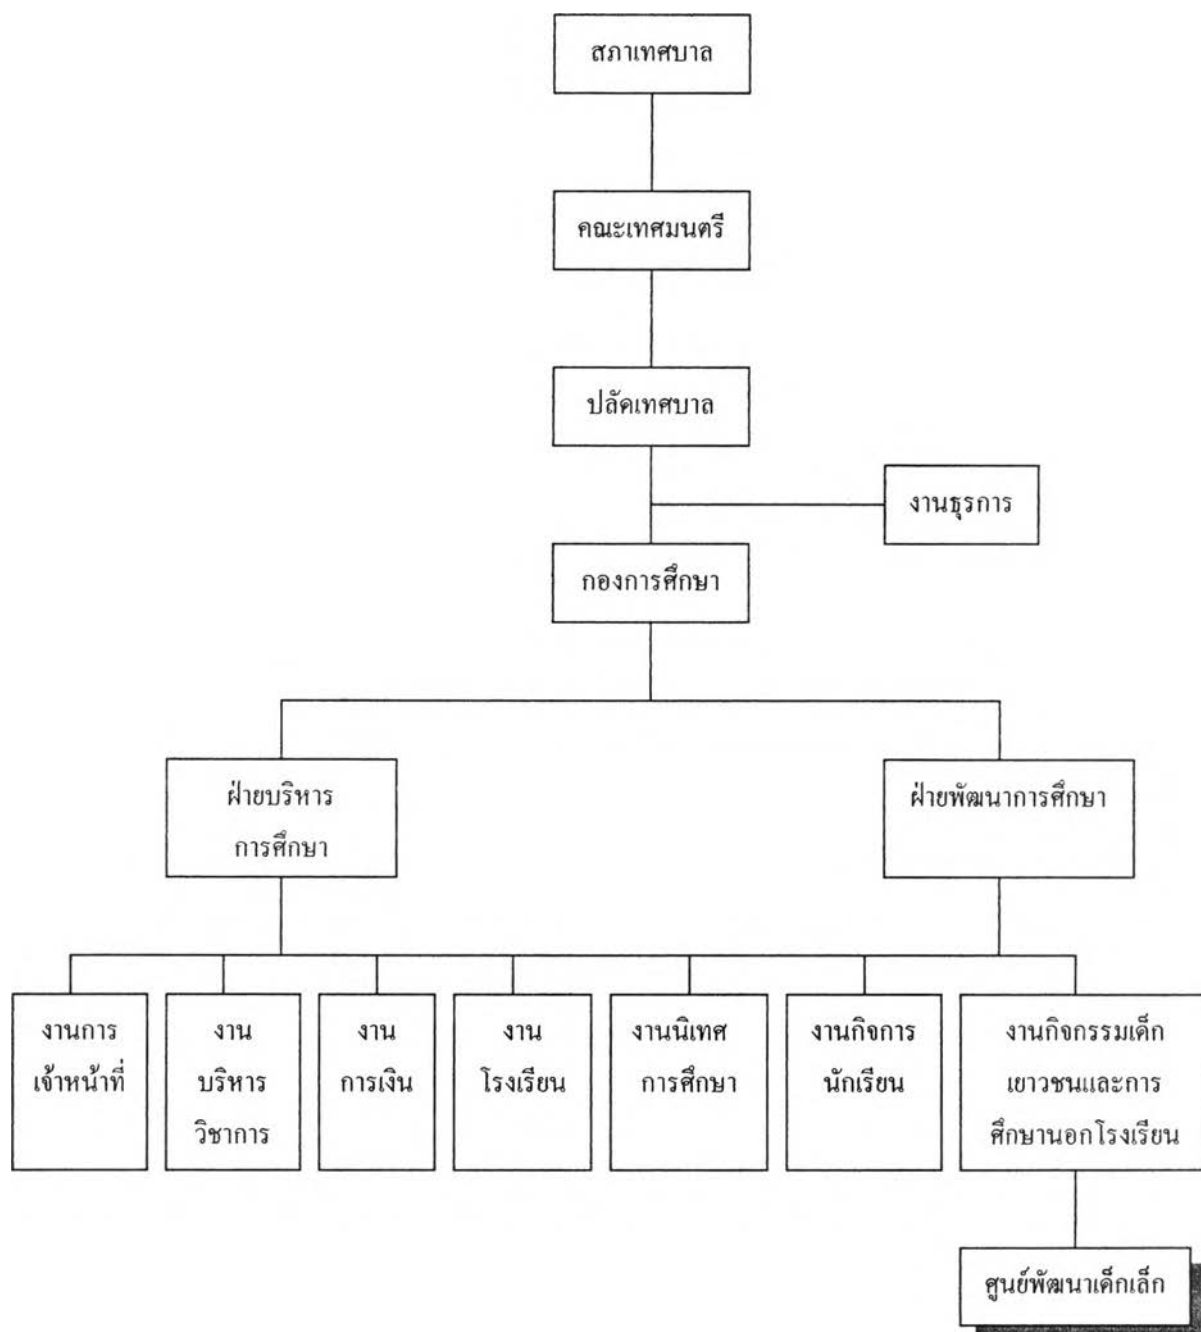 สภาเทศบาล
คณะเทศมนตรี
ปลัดเทศบาล
งานธุรการ
กองการศึกษา
ฝ่ายบริหาร
การศึกษา
ฝ่ายพัฒนาการศึกษา
งานการ
เจ้าหน้าที่
งาน
บริหาร
วิชาการ
งาน
การเงิน
งาน
โรงเรียน
งานนิเทศ
การศึกษา
งานกิจการ
นักเรียน
งานกิจกรรมเด็ก
เยาวชนและการ
ศึกษานอกโรงเรียน
ศูนย์พัฒนาเด็กเล็ก